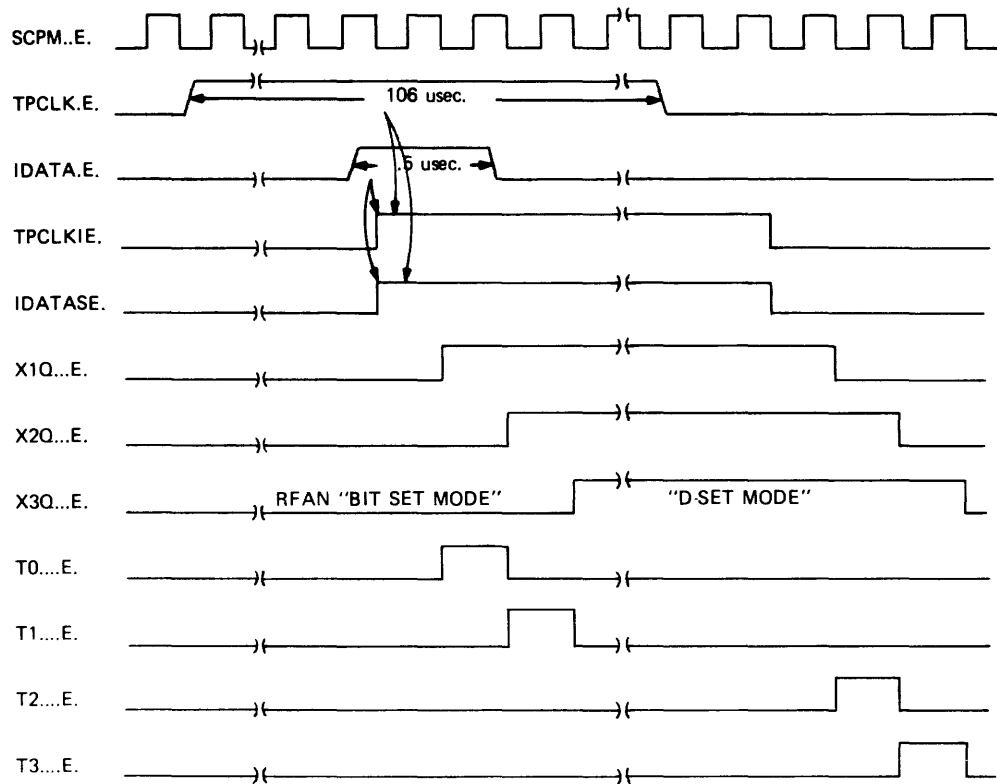 SCPM..E.
TPCLK.E.
106 usec.
IDATA.E.
.5 usec.
TPCLKIE.
IDATASE.
X1Q...E.
X2Q...E.
X3Q...E.
RFAN "BIT SET MODE"
"D-SET MODE"
T0....E.
T1....E.
T2....E.
T3....E.